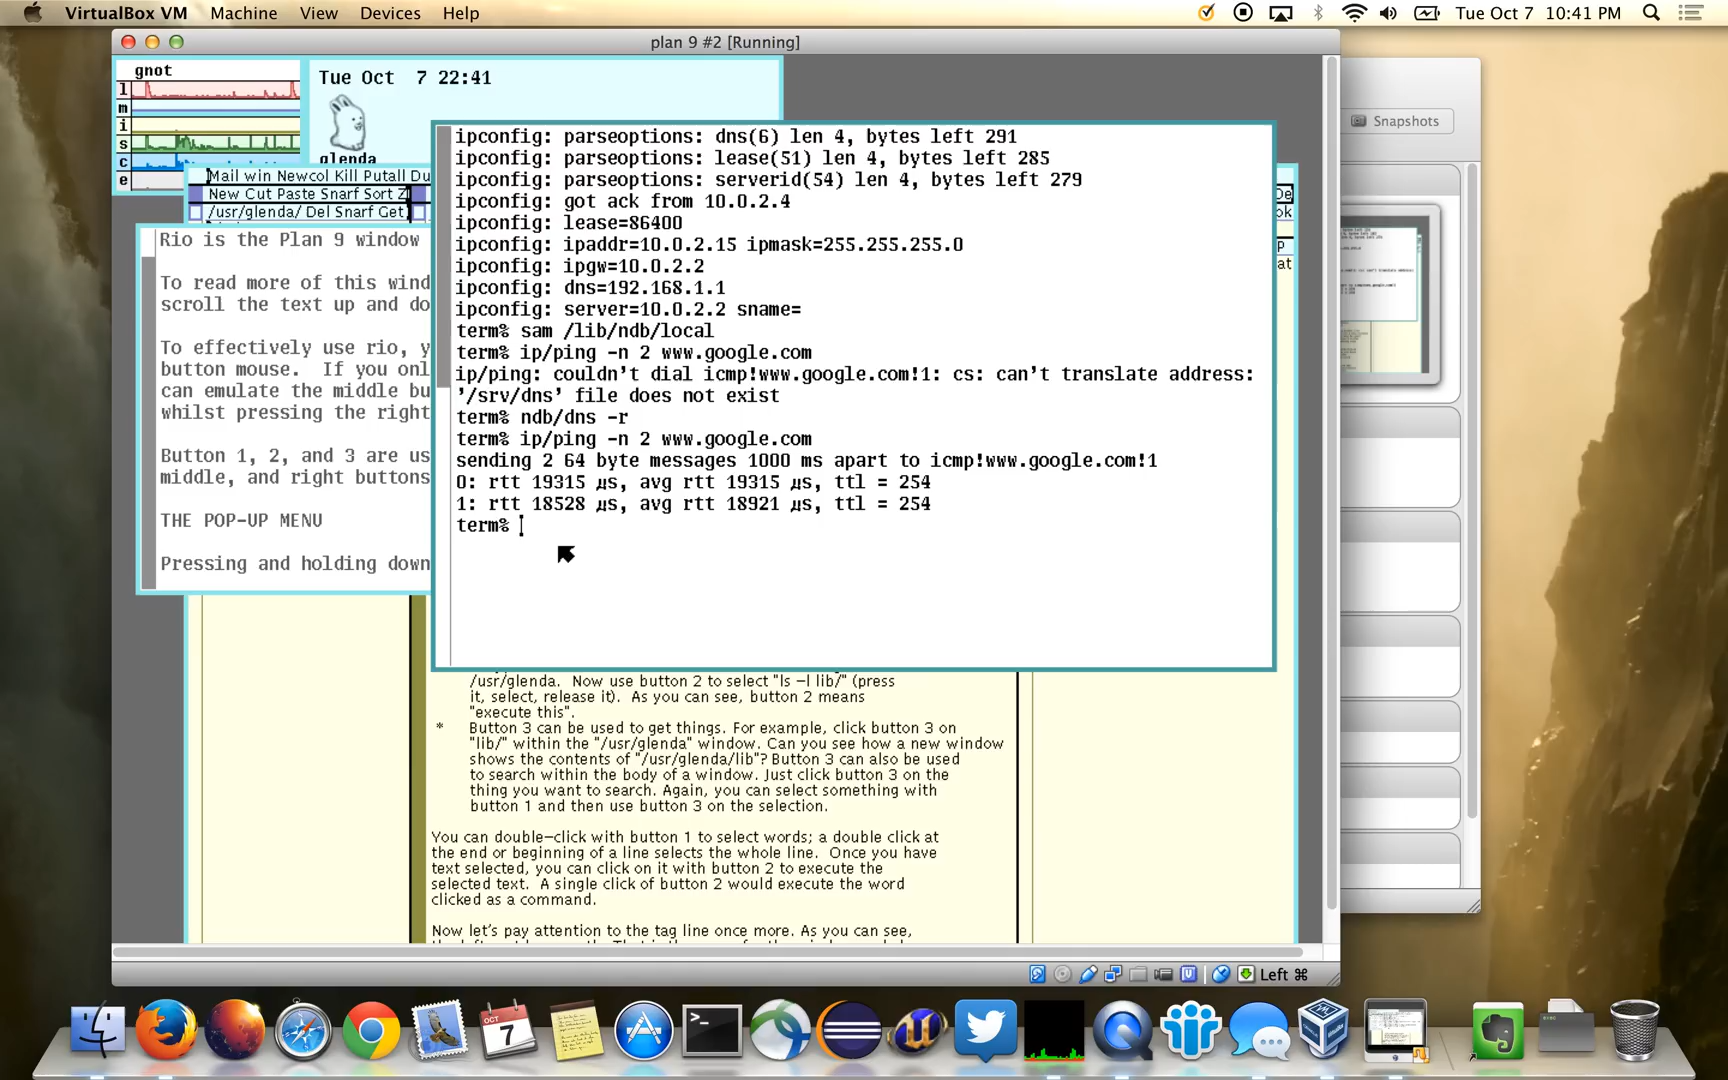 VirtualBox VM Machine View Devices Help Tue Oct 7 10:41 PM
plan 9 #2 [Running]
gnot
l
m
i
s
c
e
Tue Oct 7 22:41
glenda
Mail win Newcol Kill Putall Du
New Cut Paste Snarf Sort Z
/usr/glenda/ Del Snarf Get
Rio is the Plan 9 window
To read more of this wind
scroll the text up and do
To effectively use rio, y
button mouse. If you onl
can emulate the middle bu
whilst pressing the right
Button 1, 2, and 3 are us
middle, and right buttons
THE POP-UP MENU
Pressing and holding down
ipconfig: parseoptions: dns(6) len 4, bytes left 291
ipconfig: parseoptions: lease(51) len 4, bytes left 285
ipconfig: parseoptions: serverid(54) len 4, bytes left 279
ipconfig: got ack from 10.0.2.4
ipconfig: lease=86400
ipconfig: ipaddr=10.0.2.15 ipmask=255.255.255.0
ipconfig: ipgw=10.0.2.2
ipconfig: dns=192.168.1.1
ipconfig: server=10.0.2.2 sname=
term% sam /lib/ndb/local
term% ip/ping -n 2 www.google.com
ip/ping: couldn't dial icmp!www.google.com!1: cs: can't translate address:
'/srv/dns' file does not exist
term% ndb/dns -r
term% ip/ping -n 2 www.google.com
sending 2 64 byte messages 1000 ms apart to icmp!www.google.com!1
0: rtt 19315 µs, avg rtt 19315 µs, ttl = 254
1: rtt 18528 µs, avg rtt 18921 µs, ttl = 254
term%
De
ok
P
at
Snapshots
/usr/glenda. Now use button 2 to select "ls -l lib/" (press
it, select, release it). As you can see, button 2 means
"execute this".
* Button 3 can be used to get things. For example, click button 3 on
"lib/" within the "/usr/glenda" window. Can you see how a new window
shows the contents of "/usr/glenda/lib"? Button 3 can also be used
to search within the body of a window. Just click button 3 on the
thing you want to search. Again, you can select something with
button 1 and then use button 3 on the selection.
You can double-click with button 1 to select words; a double click at
the end or beginning of a line selects the whole line. Once you have
text selected, you can click on it with button 2 to execute the
selected text. A single click of button 2 would execute the word
clicked as a command.
Now let's pay attention to the tag line once more. As you can see,
Left ⌘
OCT
7